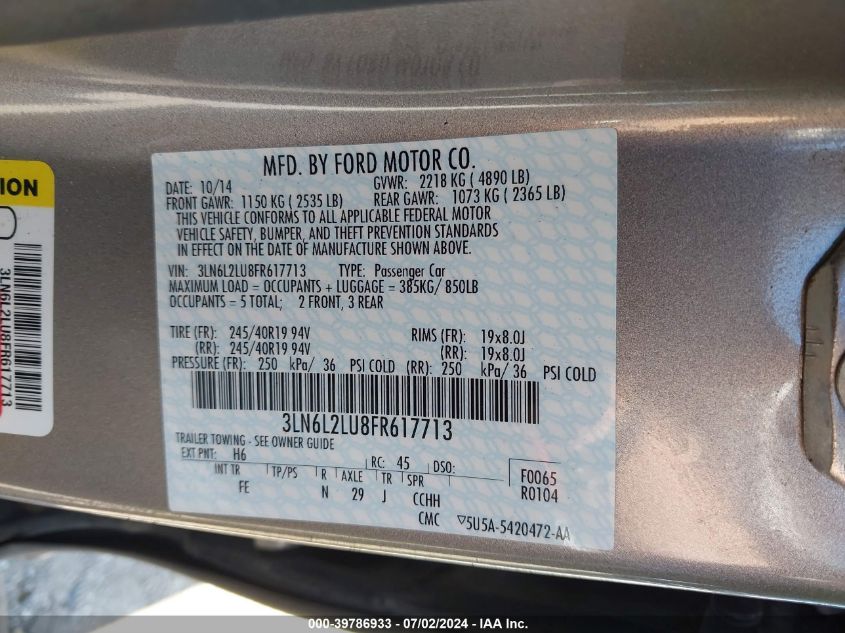 MFD. BY FORD MOTOR CO.
DATE: 10/14 GVWR: 2218 KG ( 4890 LB)
FRONT GAWR: 1150 KG ( 2535 LB) REAR GAWR: 1073 KG ( 2365 LB)
THIS VEHICLE CONFORMS TO ALL APPLICABLE FEDERAL MOTOR
VEHICLE SAFETY, BUMPER, AND THEFT PREVENTION STANDARDS
IN EFFECT ON THE DATE OF MANUFACTURE SHOWN ABOVE.
VIN: 3LN6L2LU8FR617713 TYPE: Passenger Car
MAXIMUM LOAD = OCCUPANTS + LUGGAGE = 385KG/ 850LB
OCCUPANTS = 5 TOTAL; 2 FRONT, 3 REAR
TIRE (FR): 245/40R19 94V RIMS (FR): 19x8.0J
(RR): 245/40R19 94V (RR): 19x8.0J
PRESSURE (FR): 250 kPa/ 36 PSI COLD (RR): 250 kPa/ 36 PSI COLD
3LN6L2LU8FR617713
TRAILER TOWING - SEE OWNER GUIDE
EXT PNT: H6 RC: 45 DSO: F0065
INT TR TP/PS R AXLE TR SPR R0104
FE N 29 J CCHH
CMC ▽5U5A-5420472-AA
ION
3LN6L2LU8FR617713
000-39786933 - 07/02/2024 - IAA Inc.